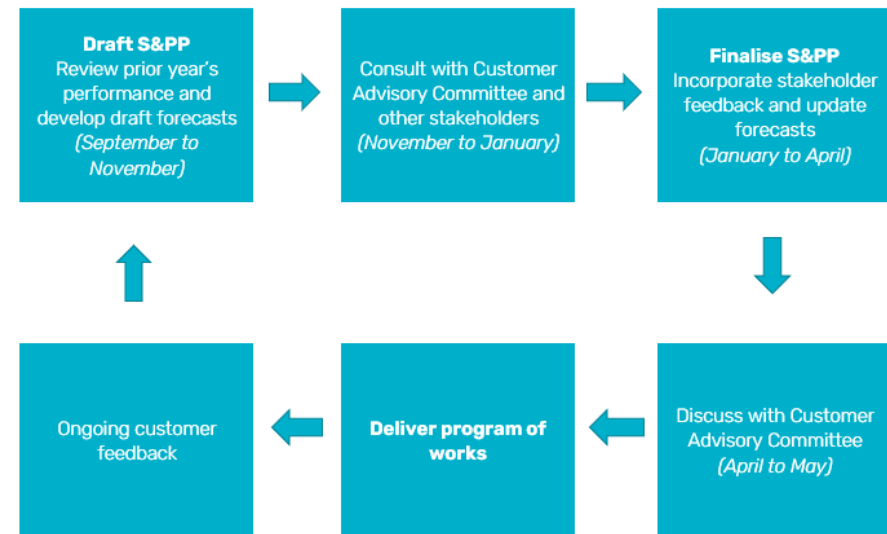 Draft S&PP
Review prior year's
performance and
develop draft forecasts
(September to
November)
Consult with Customer
Advisory Committee and
other stakeholders
(November to January)
Finalise S&PP
Incorporate stakeholder
feedback and update
forecasts
(January to April)
Discuss with Customer
Advisory Committee
(April to May)
Deliver program of
works
Ongoing customer
feedback